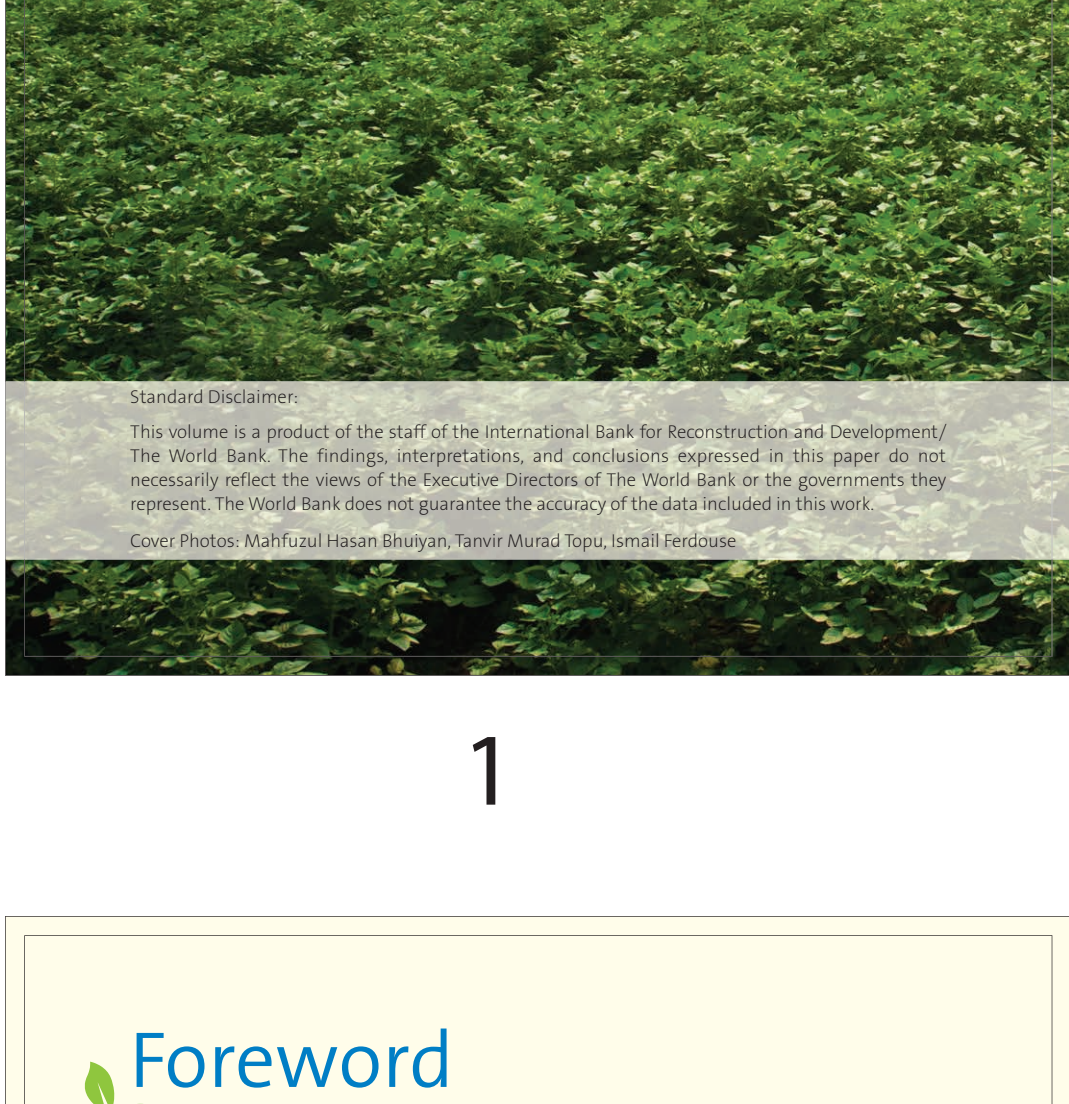 Standard Disclaimer:
This volume is a product of the staff of the International Bank for Reconstruction and Development/
The World Bank. The findings, interpretations, and conclusions expressed in this paper do not
necessarily reflect the views of the Executive Directors of The World Bank or the governments they
represent. The World Bank does not guarantee the accuracy of the data included in this work.
Cover Photos: Mahfuzul Hasan Bhuiyan, Tanvir Murad Topu, Ismail Ferdouse
1
Foreword